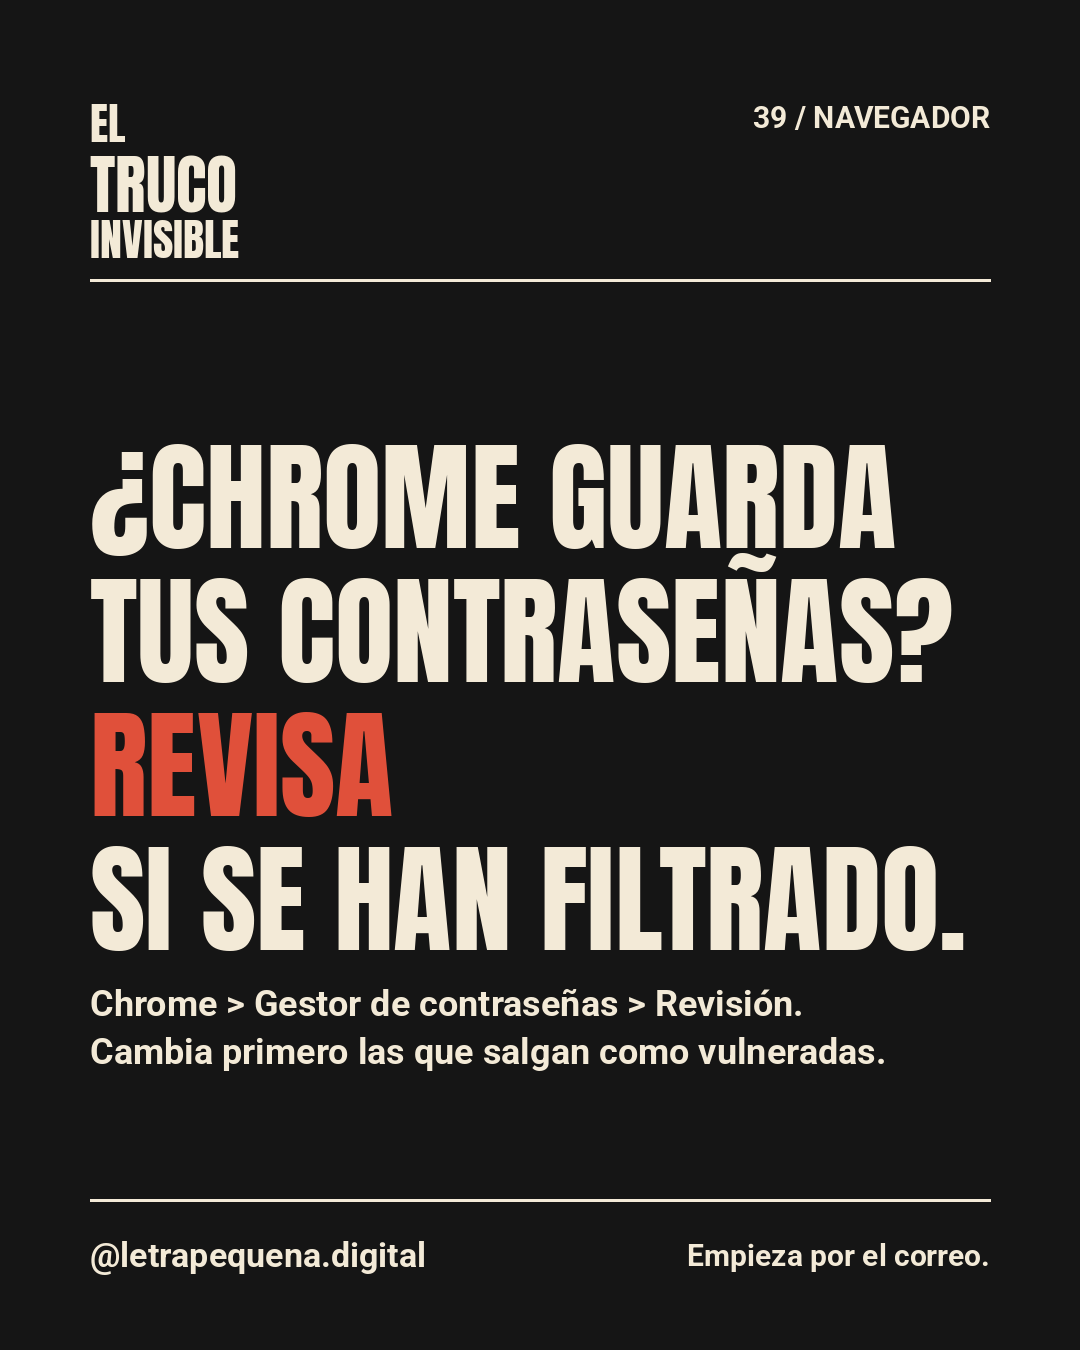 EL
TRUCO
INVISIBLE
39 / NAVEGADOR
¿CHROME GUARDA
TUS CONTRASEÑAS?
REVISA
SI SE HAN FILTRADO.
Chrome > Gestor de contraseñas > Revisión.
Cambia primero las que salgan como vulneradas.
@letrapequena.digital
Empieza por el correo.